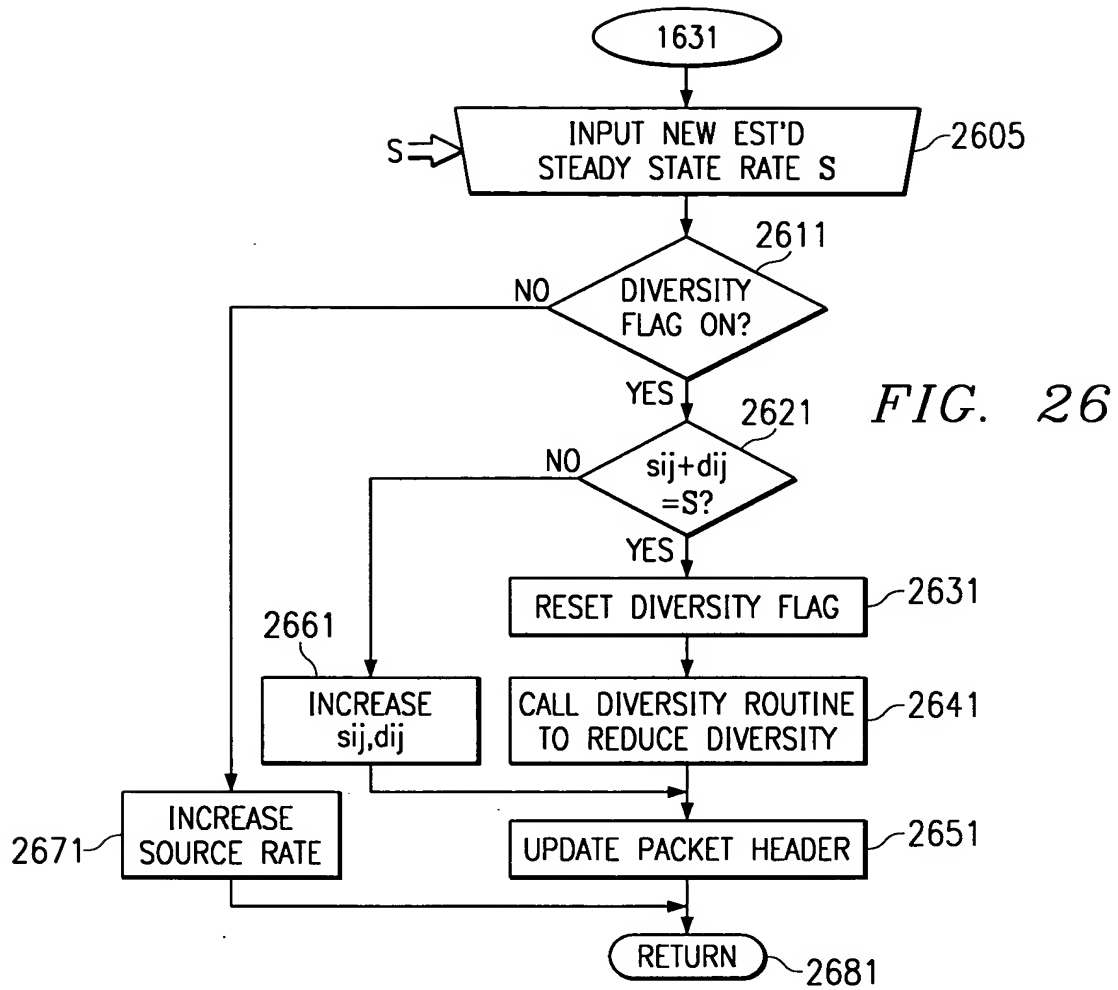 1631
S
INPUT NEW EST'D
STEADY STATE RATE S
2605
2611
NO
DIVERSITY
FLAG ON?
YES
FIG. 26
2621
NO
sij+dij
=S?
YES
RESET DIVERSITY FLAG
2631
2661
INCREASE
sij,dij
CALL DIVERSITY ROUTINE
TO REDUCE DIVERSITY
2641
2671
INCREASE
SOURCE RATE
UPDATE PACKET HEADER
2651
RETURN
2681